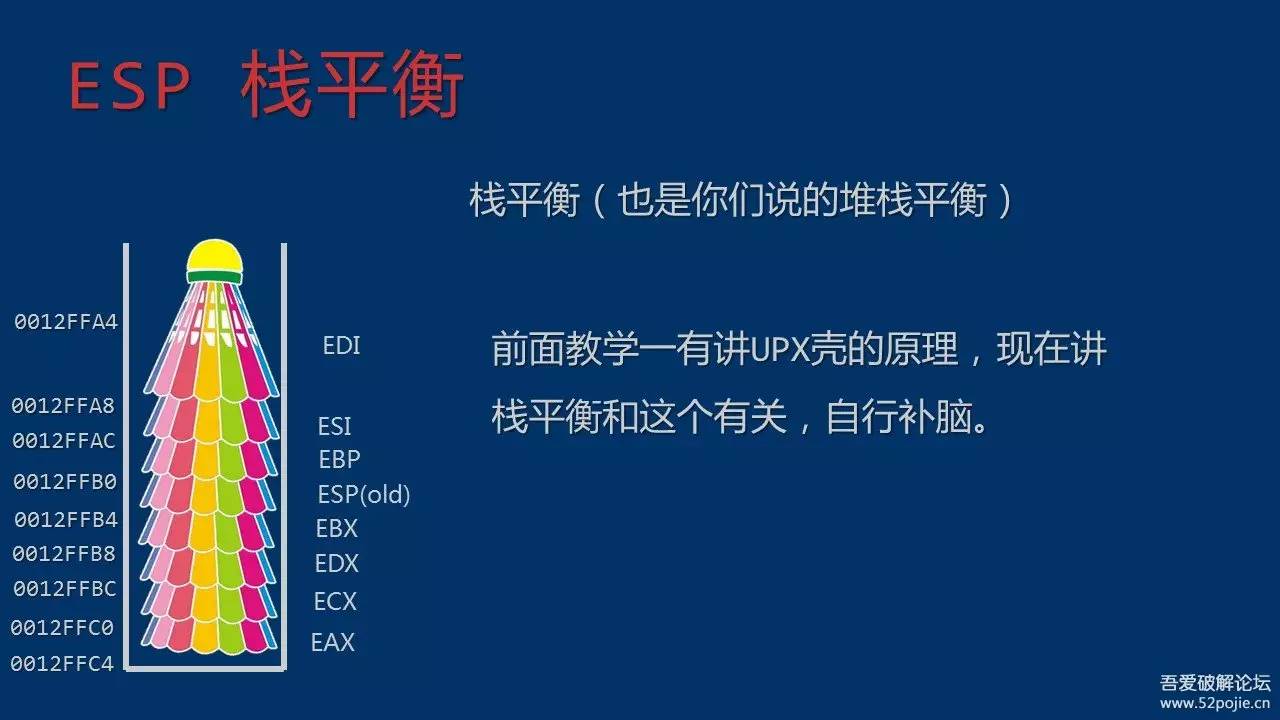 ESP 栈平衡
栈平衡（也是你们说的堆栈平衡）
前面教学一有讲UPX壳的原理，现在讲
栈平衡和这个有关，自行补脑。
0012FFA4
EDI
0012FFA8
ESI
0012FFAC
EBP
0012FFB0
ESP(old)
0012FFB4
EBX
0012FFB8
EDX
0012FFBC
ECX
0012FFC0
EAX
0012FFC4
吾爱破解论坛
www.52pojie.cn